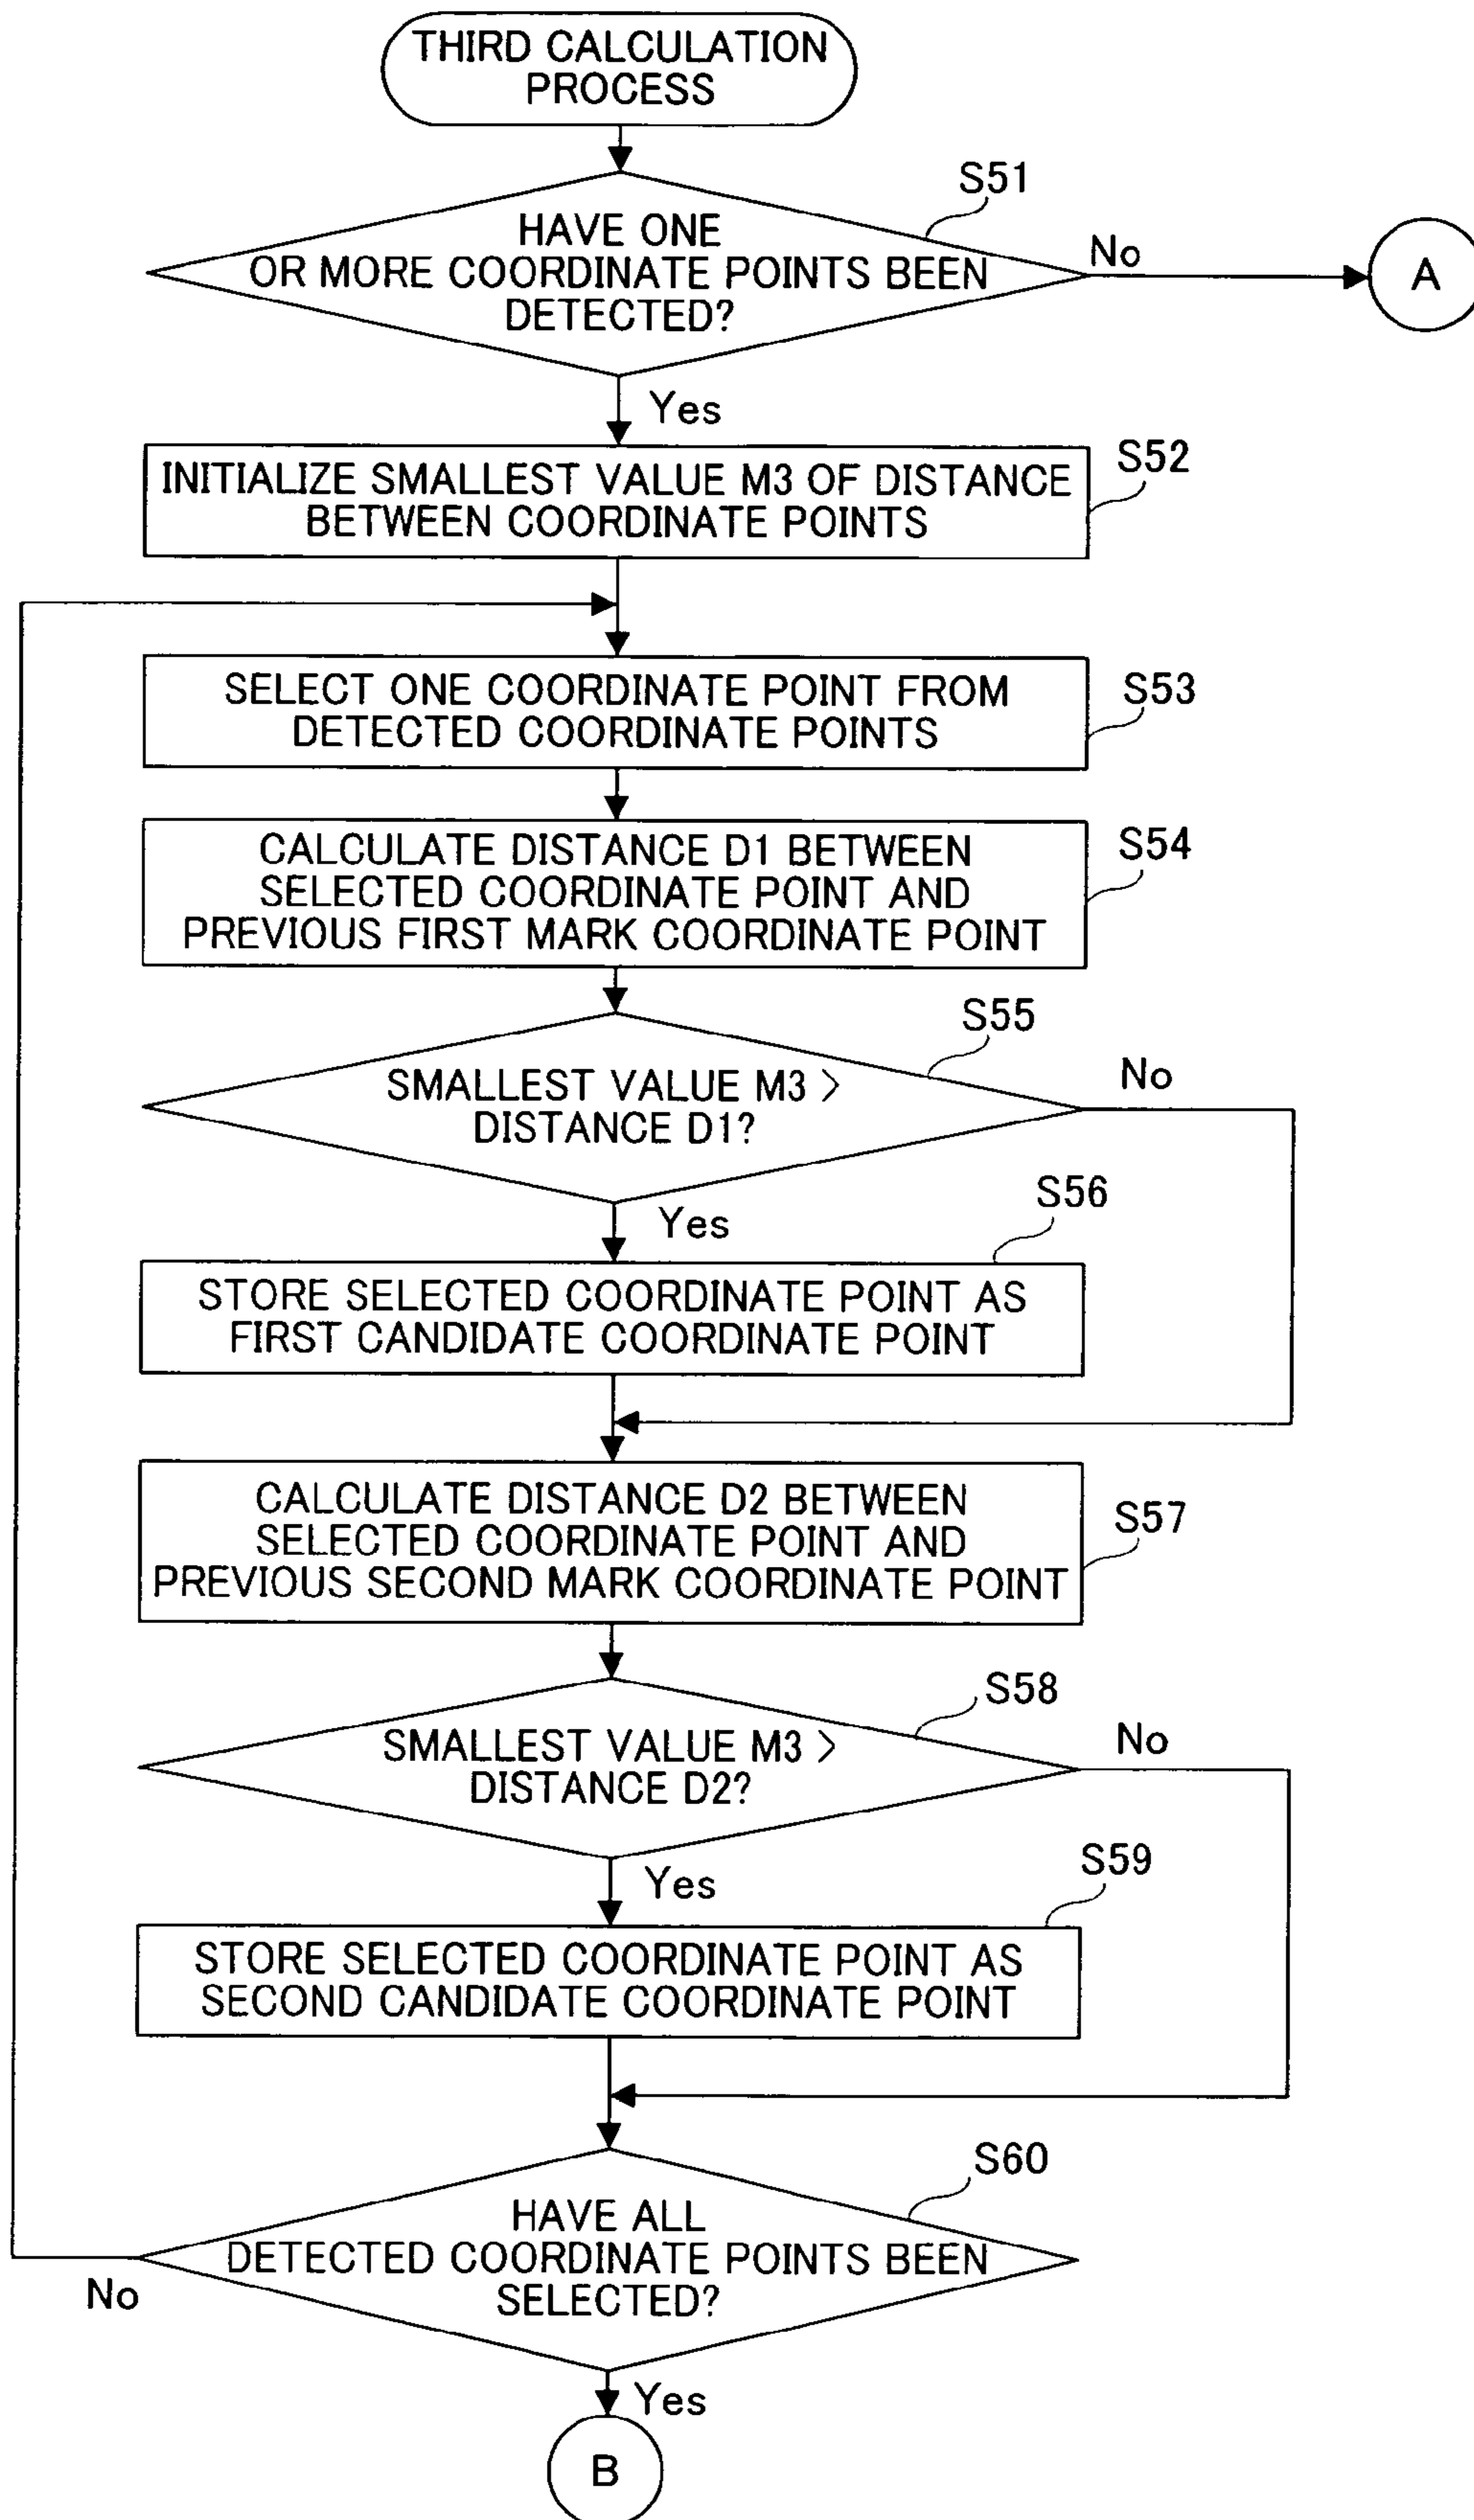 THIRD CALCULATION
PROCESS
S51
HAVE ONE
OR MORE COORDINATE POINTS BEEN
DETECTED?
No
A
Yes
S52
INITIALIZE SMALLEST VALUE M3 OF DISTANCE
BETWEEN COORDINATE POINTS
S53
SELECT ONE COORDINATE POINT FROM
DETECTED COORDINATE POINTS
S54
CALCULATE DISTANCE D1 BETWEEN
SELECTED COORDINATE POINT AND
PREVIOUS FIRST MARK COORDINATE POINT
S55
SMALLEST VALUE M3 >
DISTANCE D1?
No
Yes
S56
STORE SELECTED COORDINATE POINT AS
FIRST CANDIDATE COORDINATE POINT
S57
CALCULATE DISTANCE D2 BETWEEN
SELECTED COORDINATE POINT AND
PREVIOUS SECOND MARK COORDINATE POINT
S58
SMALLEST VALUE M3 >
DISTANCE D2?
No
Yes
S59
STORE SELECTED COORDINATE POINT AS
SECOND CANDIDATE COORDINATE POINT
S60
HAVE ALL
DETECTED COORDINATE POINTS BEEN
SELECTED?
No
Yes
B